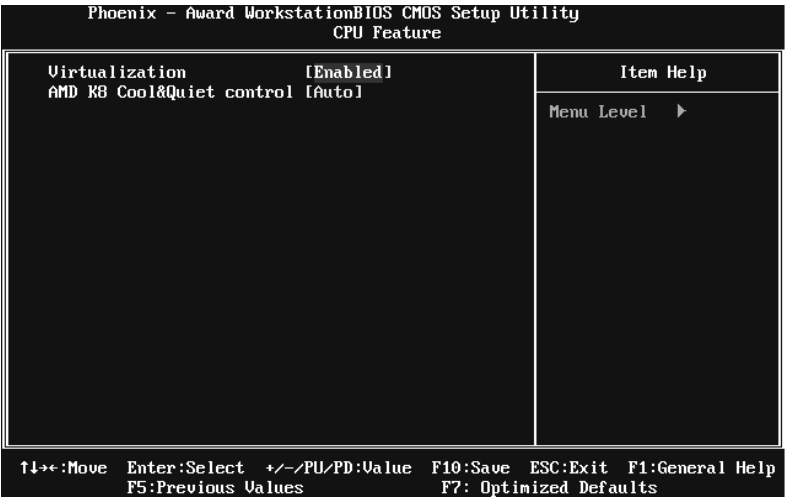 Phoenix - Award WorkstationBIOS CMOS Setup Utility
CPU Feature
Virtualization [Enabled]
AMD K8 Cool&Quiet control [Auto]
Item Help
Menu Level ▶
↑↓→←:Move Enter:Select +/-/PU/PD:Value F10:Save ESC:Exit F1:General Help
F5:Previous Values F7: Optimized Defaults